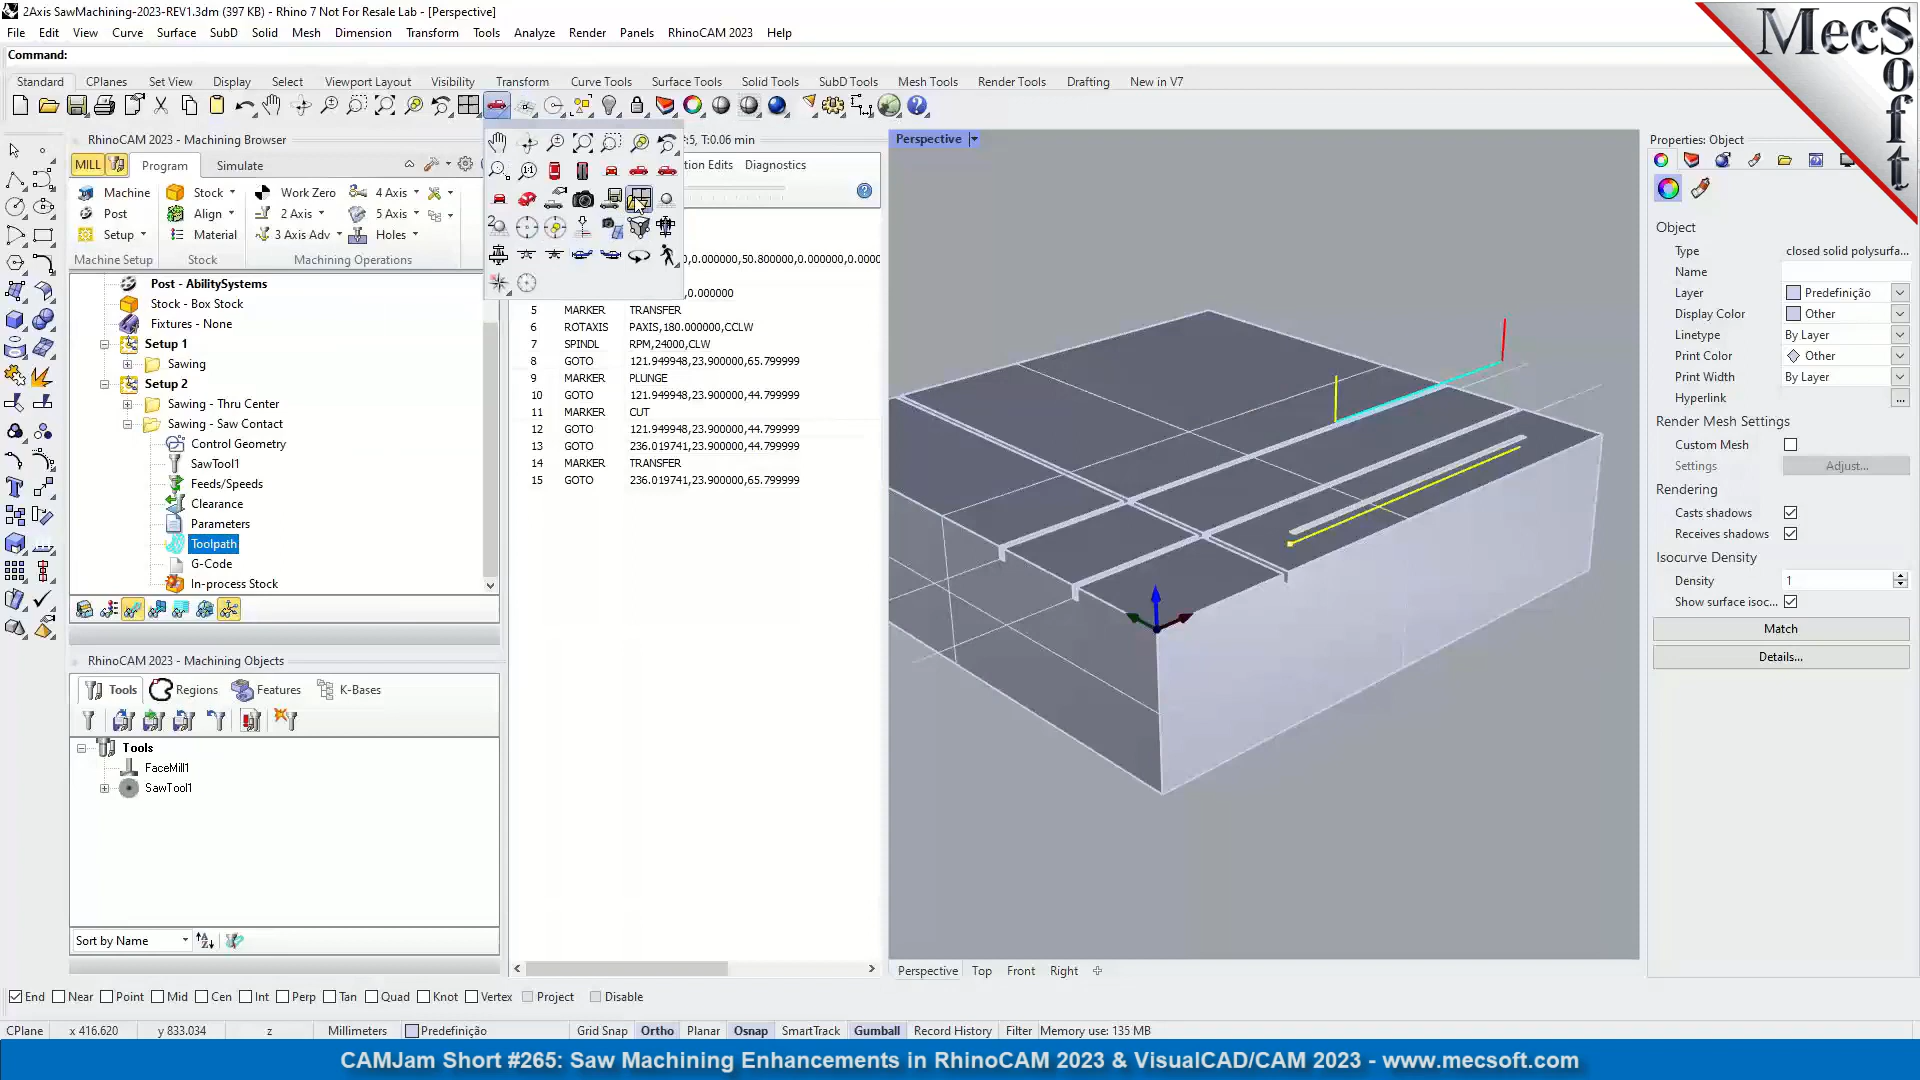 2Axis SawMachining-2023-REV1.3dm (397 KB) - Rhino 7 Not For Resale Lab - [Perspective]
File Edit View Curve Surface SubD Solid Mesh Dimension Transform Tools Analyze Render Panels RhinoCAM 2023 Help
Command:
Standard CPlanes Set View Display Select Viewport Layout Visibility Transform Curve Tools Surface Tools Solid Tools SubD Tools Mesh Tools Render Tools Drafting New in V7
MecSoft
RhinoCAM 2023 - Machining Browser
:5, T:0.06 min
MILL Program Simulate
tion Edits Diagnostics
Machine Stock Work Zero 4 Axis
Post Align 2 Axis 5 Axis
Setup Material 3 Axis Adv Holes
Machine Setup Stock Machining Operations
Post - AbilitySystems
Stock - Box Stock
Fixtures - None
Setup 1
Sawing
Setup 2
Sawing - Thru Center
Sawing - Saw Contact
Control Geometry
SawTool1
Feeds/Speeds
Clearance
Parameters
Toolpath
G-Code
In-process Stock
,0.000000,50.800000,0.000000,0.0000
,0.000000
5 MARKER TRANSFER
6 ROTAXIS PAXIS,180.000000,CCLW
7 SPINDL RPM,24000,CLW
8 GOTO 121.949948,23.900000,65.799999
9 MARKER PLUNGE
10 GOTO 121.949948,23.900000,44.799999
11 MARKER CUT
12 GOTO 121.949948,23.900000,44.799999
13 GOTO 236.019741,23.900000,44.799999
14 MARKER TRANSFER
15 GOTO 236.019741,23.900000,65.799999
RhinoCAM 2023 - Machining Objects
Tools Regions Features K-Bases
Tools
FaceMill1
SawTool1
Sort by Name
Perspective
Perspective Top Front Right
Properties: Object
Object
Type closed solid polysurfa...
Name
Layer Predefinição
Display Color Other
Linetype By Layer
Print Color Other
Print Width By Layer
Hyperlink ...
Render Mesh Settings
Custom Mesh
Settings Adjust...
Rendering
Casts shadows
Receives shadows
Isocurve Density
Density 1
Show surface isoc...
Match
Details...
End Near Point Mid Cen Int Perp Tan Quad Knot Vertex Project Disable
CPlane x 416.620 y 833.034 z Millimeters Predefinição Grid Snap Ortho Planar Osnap SmartTrack Gumball Record History Filter Memory use: 135 MB
CAMJam Short #265: Saw Machining Enhancements in RhinoCAM 2023 & VisualCAD/CAM 2023 - www.mecsoft.com